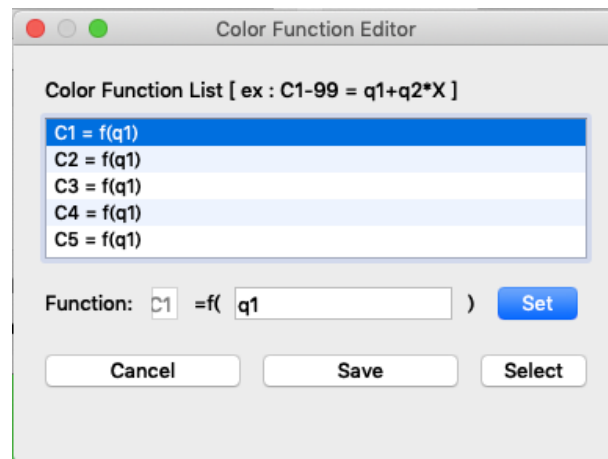 Color Function Editor
Color Function List [ ex : C1-99 = q1+q2*X ]
C1 = f(q1)
C2 = f(q1)
C3 = f(q1)
C4 = f(q1)
C5 = f(q1)
Function: C1 =f( q1 ) Set
Cancel Save Select